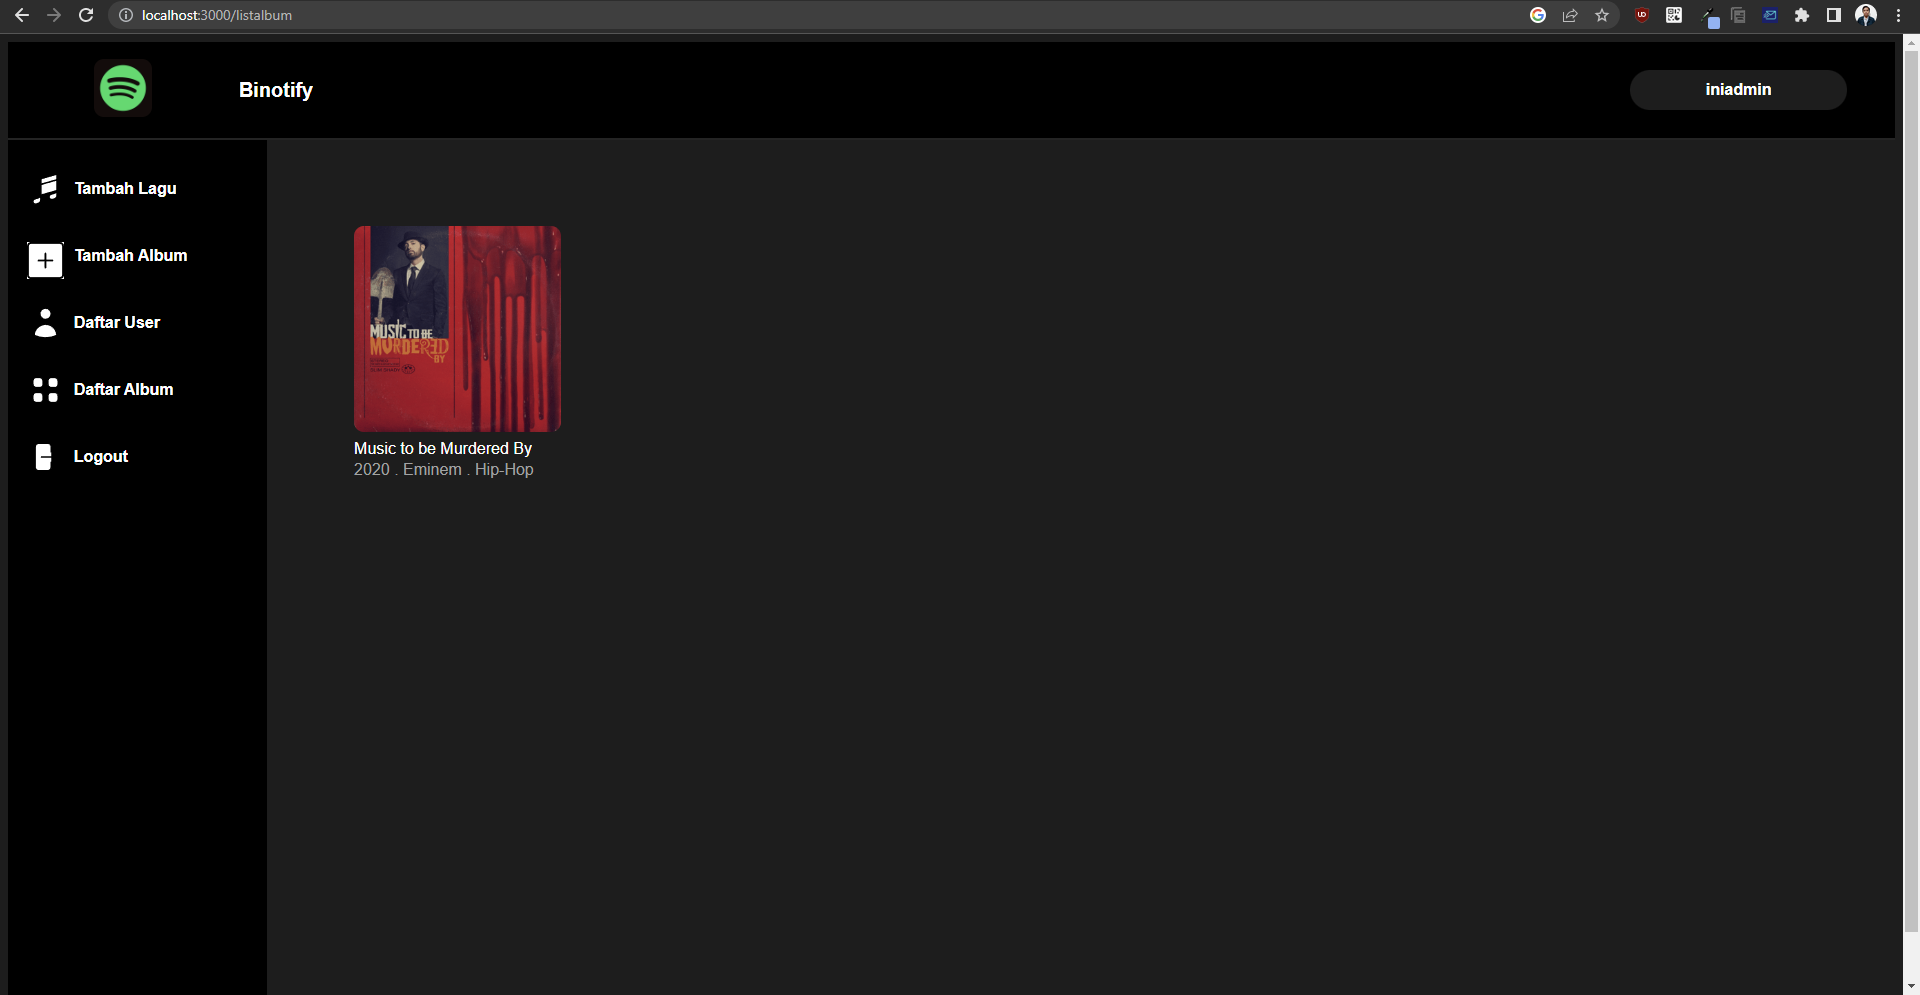 localhost:3000/listalbum
Binotify
iniadmin
Tambah Lagu
Tambah Album
Daftar User
Daftar Album
Logout
MUSIC TO BE
MURDERED
BY
Music to be Murdered By
2020 . Eminem . Hip-Hop